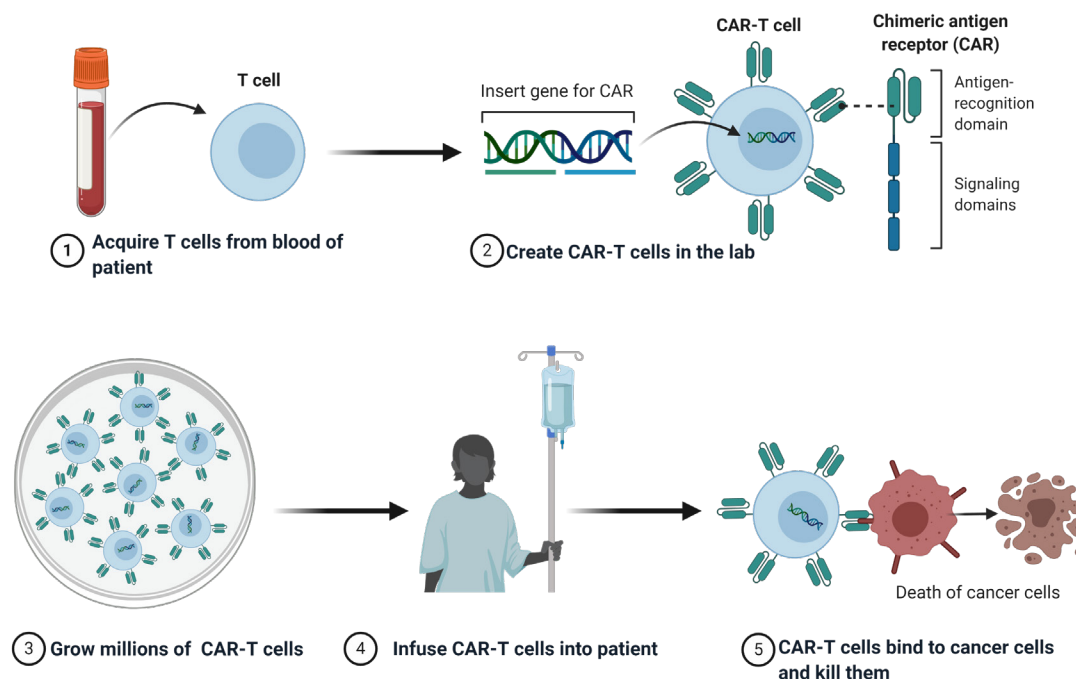 T cell
1
Acquire T cells from blood of
patient
Insert gene for CAR
CAR-T cell
Chimeric antigen
receptor (CAR)
Antigen-
recognition
domain
Signaling
domains
2
Create CAR-T cells in the lab
3
Grow millions of CAR-T cells
4
Infuse CAR-T cells into patient
Death of cancer cells
5
CAR-T cells bind to cancer cells
and kill them